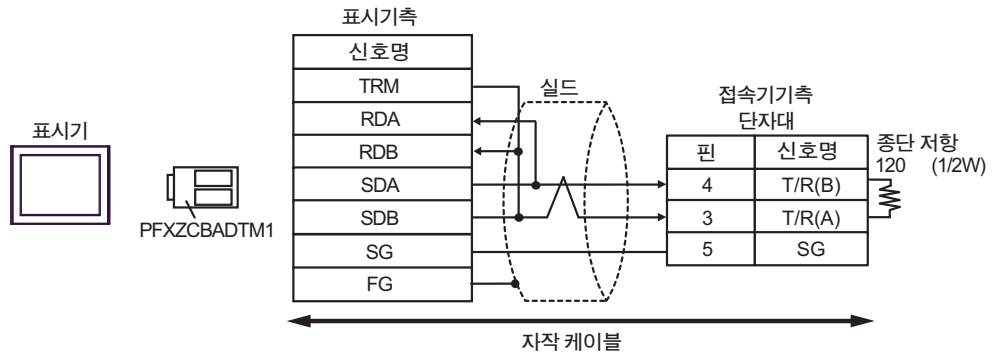 표시기측
신호명
TRM
RDA
RDB
SDA
SDB
SG
FG
실드
표시기
PFXZCBADTM1
접속기기측
단자대
핀 신호명
4 T/R(B)
3 T/R(A)
5 SG
종단 저항
120 (1/2W)
자작 케이블